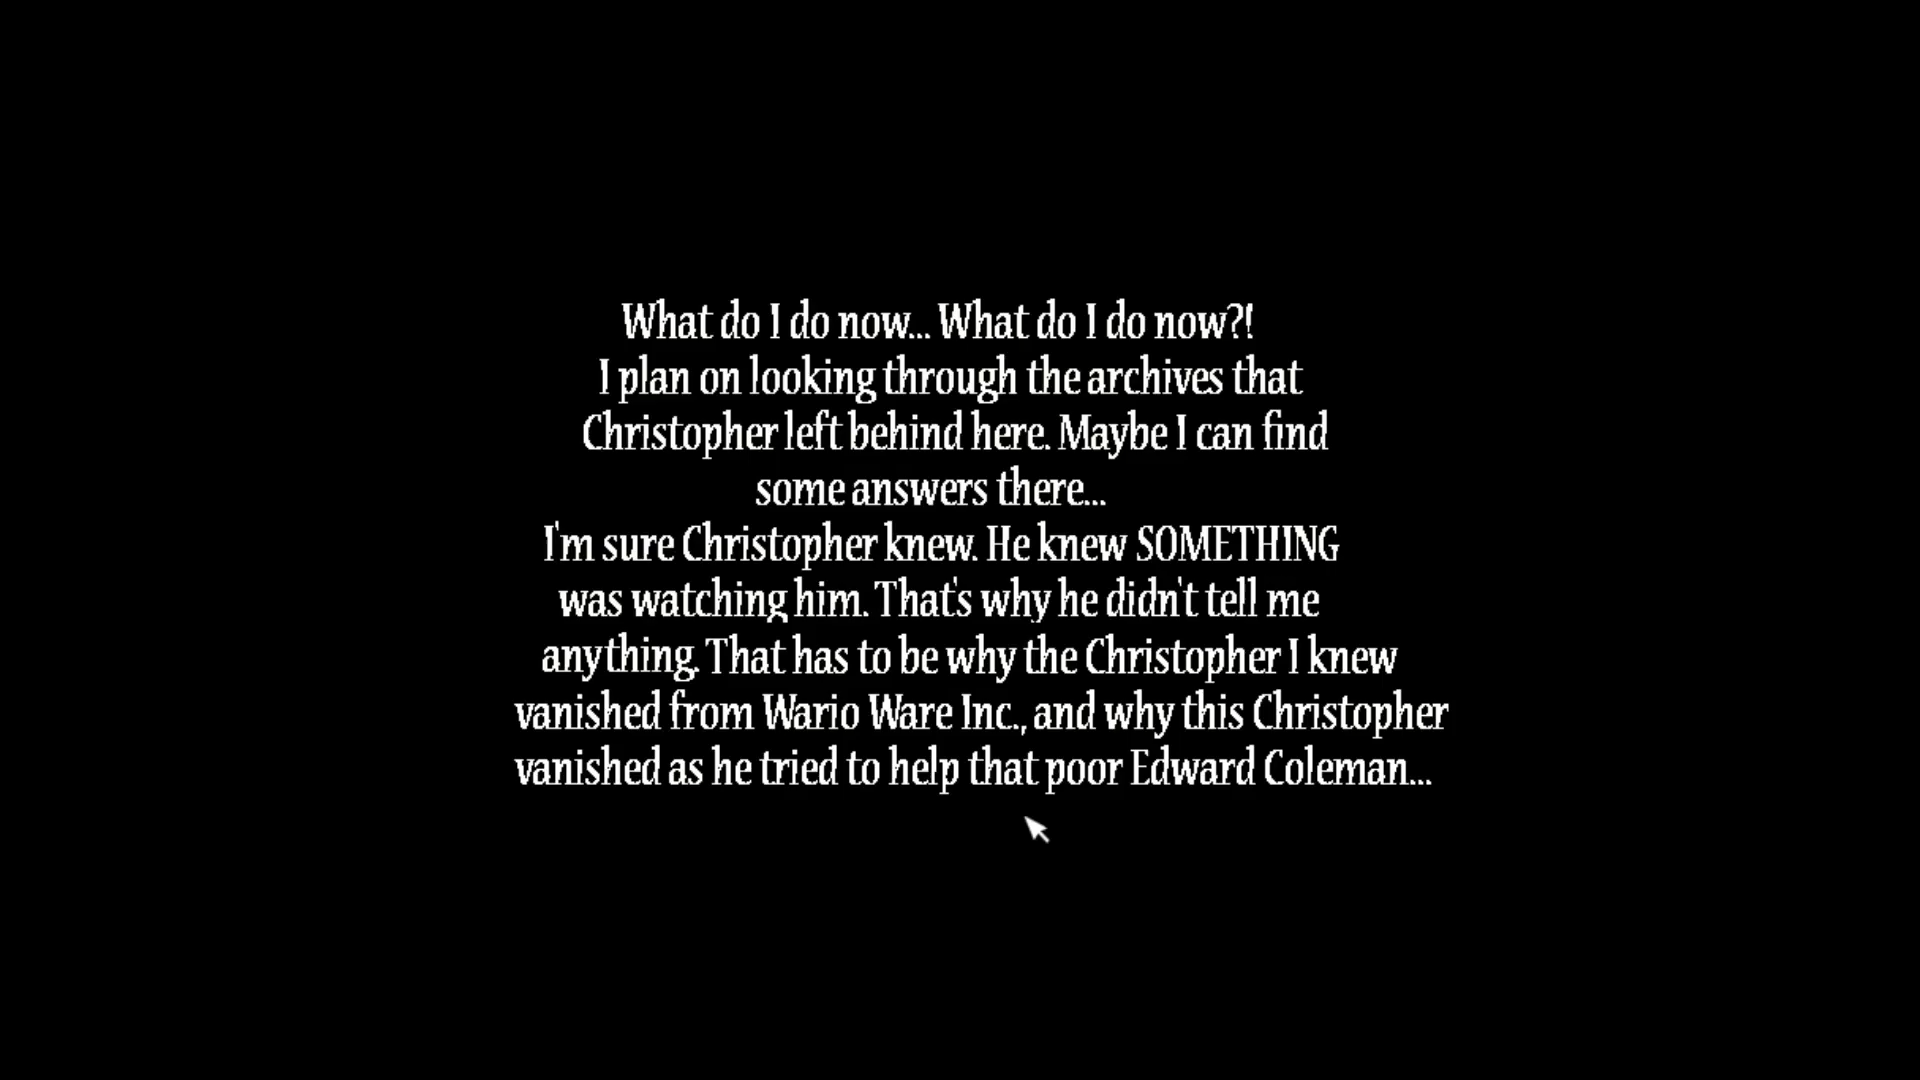 What do I do now... What do I do now?!
I plan on looking through the archives that
Christopher left behind here. Maybe I can find
some answers there...
I'm sure Christopher knew. He knew SOMETHING
was watching him. That's why he didn't tell me
anything. That has to be why the Christopher I knew
vanished from Wario Ware Inc., and why this Christopher
vanished as he tried to help that poor Edward Coleman...